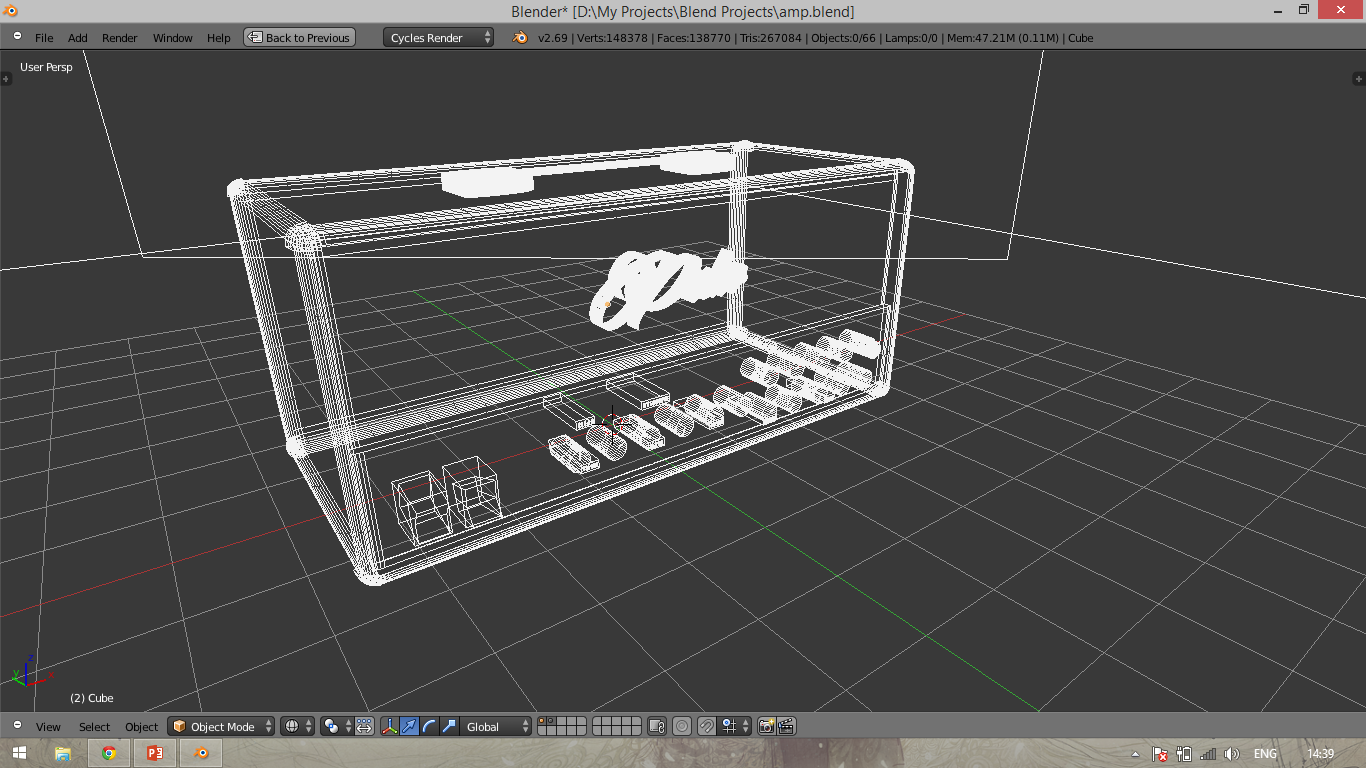 Blender* [D:\My Projects\Blend Projects\amp.blend]
File Add Render Window Help Back to Previous Cycles Render v2.69 | Verts:148378 | Faces:138770 | Tris:267084 | Objects:0/66 | Lamps:0/0 | Mem:47.21M (0.11M) | Cube
User Persp
z
y
(2) Cube
View Select Object Object Mode Global
ENG 14:39